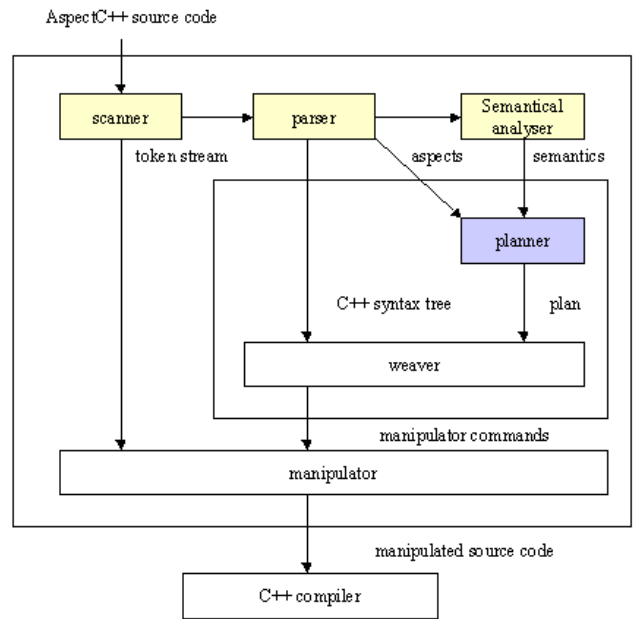 AspectC++ source code
scanner
parser
Semantical
analyser
token stream
aspects
semantics
planner
C++ syntax tree
plan
weaver
manipulator commands
manipulator
manipulated source code
C++ compiler